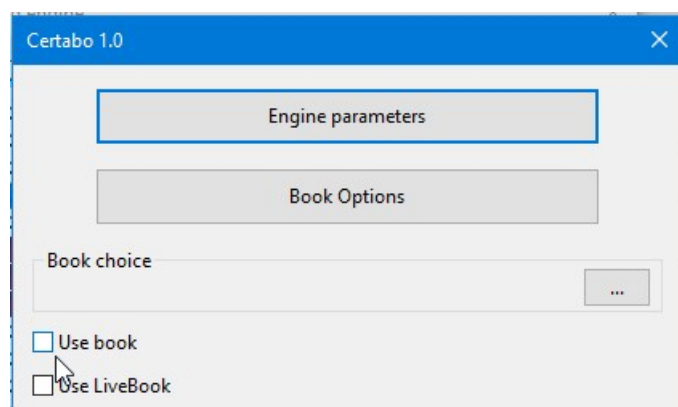 Certabo 1.0
Engine parameters
Book Options
Book choice
...
Use book
Use LiveBook